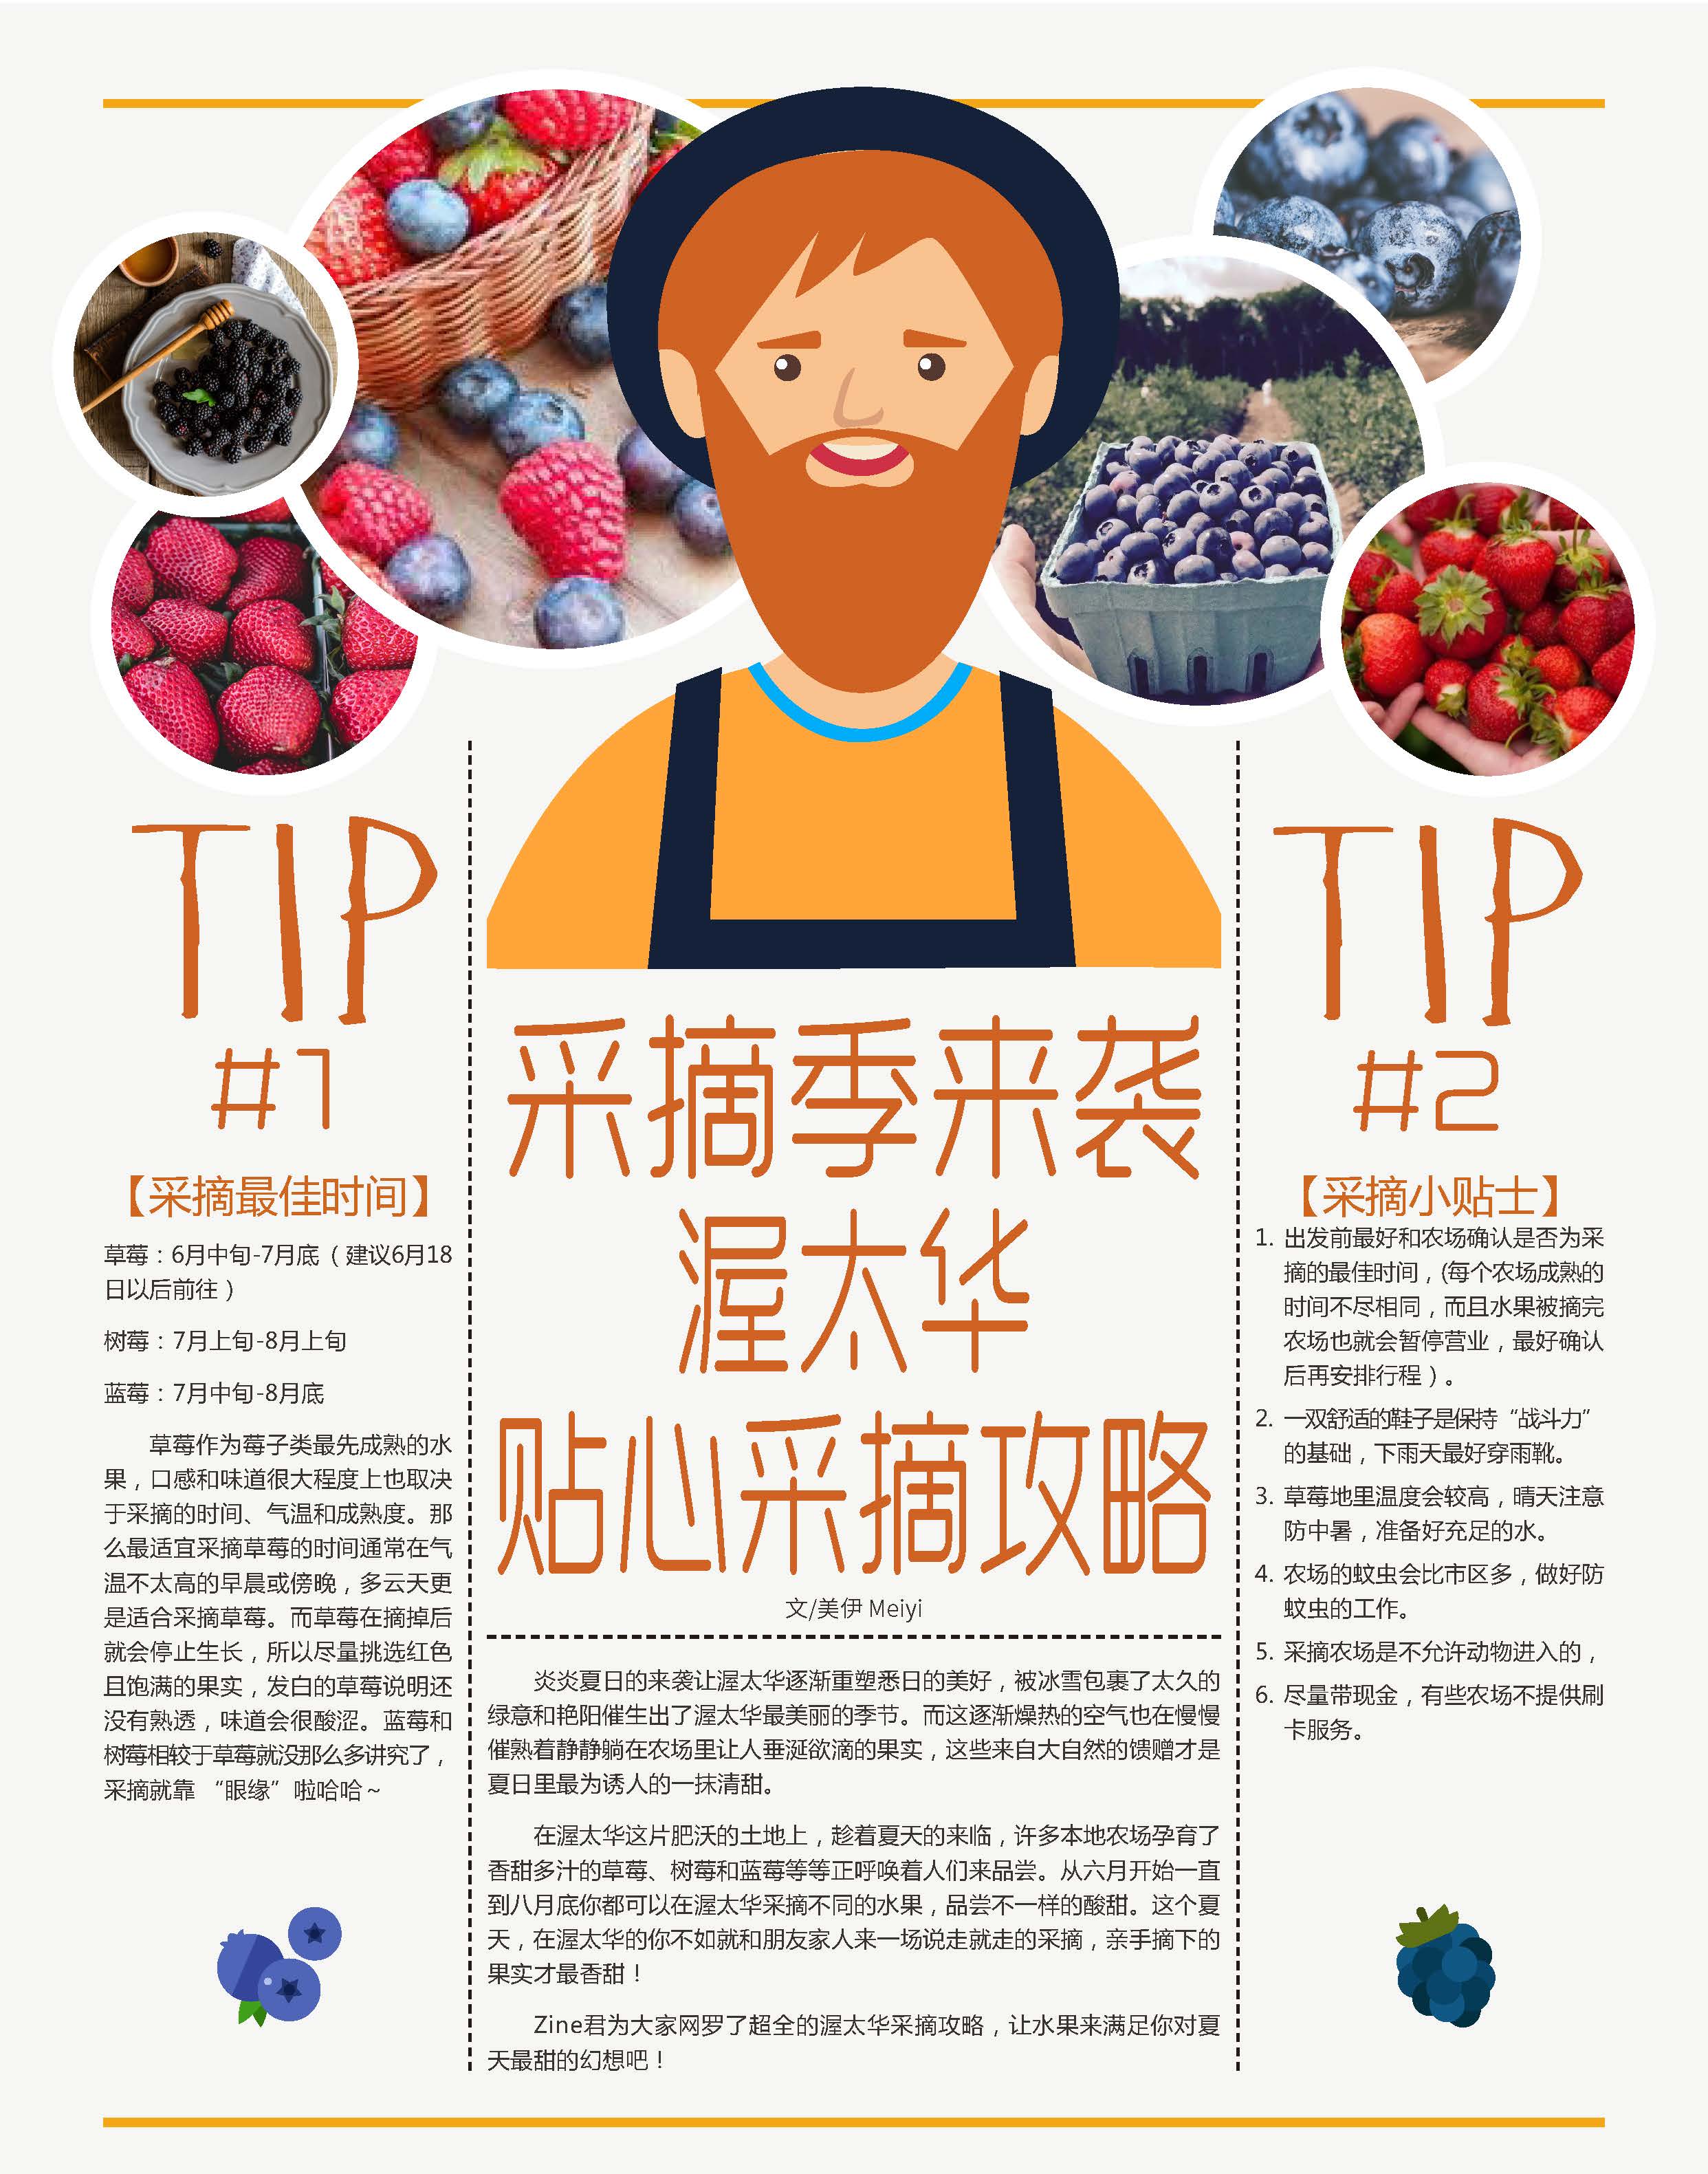 TIP
#1
【采摘最佳时间】
草莓：6月中旬-7月底（建议6月18
日以后前往）
树莓：7月上旬-8月上旬
蓝莓：7月中旬-8月底
草莓作为莓子类最先成熟的水
果，口感和味道很大程度上也取决
于采摘的时间、气温和成熟度。那
么最适宜采摘草莓的时间通常在气
温不太高的早晨或傍晚，多云天更
是适合采摘草莓。而草莓在摘掉后
就会停止生长，所以尽量挑选红色
且饱满的果实，发白的草莓说明还
没有熟透，味道会很酸涩。蓝莓和
树莓相较于草莓就没那么多讲究了，
采摘就靠 “眼缘”啦哈哈～
采摘季来袭
渥太华
贴心采摘攻略
文/美伊 Meiyi
炎炎夏日的来袭让渥太华逐渐重塑悉日的美好，被冰雪包裹了太久的
绿意和艳阳催生出了渥太华最美丽的季节。而这逐渐燥热的空气也在慢慢
催熟着静静躺在农场里让人垂涎欲滴的果实，这些来自大自然的馈赠才是
夏日里最为诱人的一抹清甜。
在渥太华这片肥沃的土地上，趁着夏天的来临，许多本地农场孕育了
香甜多汁的草莓、树莓和蓝莓等等正呼唤着人们来品尝。从六月开始一直
到八月底你都可以在渥太华采摘不同的水果，品尝不一样的酸甜。这个夏
天，在渥太华的你不如就和朋友家人来一场说走就走的采摘，亲手摘下的
果实才最香甜！
Zine君为大家网罗了超全的渥太华采摘攻略，让水果来满足你对夏
天最甜的幻想吧！
TIP
#2
【采摘小贴士】
1. 出发前最好和农场确认是否为采
摘的最佳时间，(每个农场成熟的
时间不尽相同，而且水果被摘完
农场也就会暂停营业，最好确认
后再安排行程）。
2. 一双舒适的鞋子是保持“战斗力”
的基础，下雨天最好穿雨靴。
3. 草莓地里温度会较高，晴天注意
防中暑，准备好充足的水。
4. 农场的蚊虫会比市区多，做好防
蚊虫的工作。
5. 采摘农场是不允许动物进入的，
6. 尽量带现金，有些农场不提供刷
卡服务。